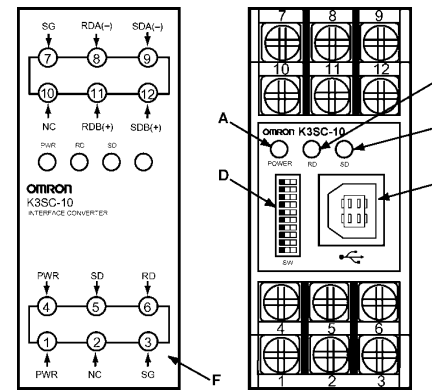 SG RDA(−) SDA(−)
7 8 9
10 11 12
NC RDB(+) SDB(+)
PWR RD SD
OMRON
K3SC-10
INTERFACE CONVERTER
PWR SD RD
4 5 6
1 2 3
PWR NC SG
F
7 8 9
10 11 12
A
OMRON K3SC-10
POWER RD SD
D
SW
4 5 6
1 2 3